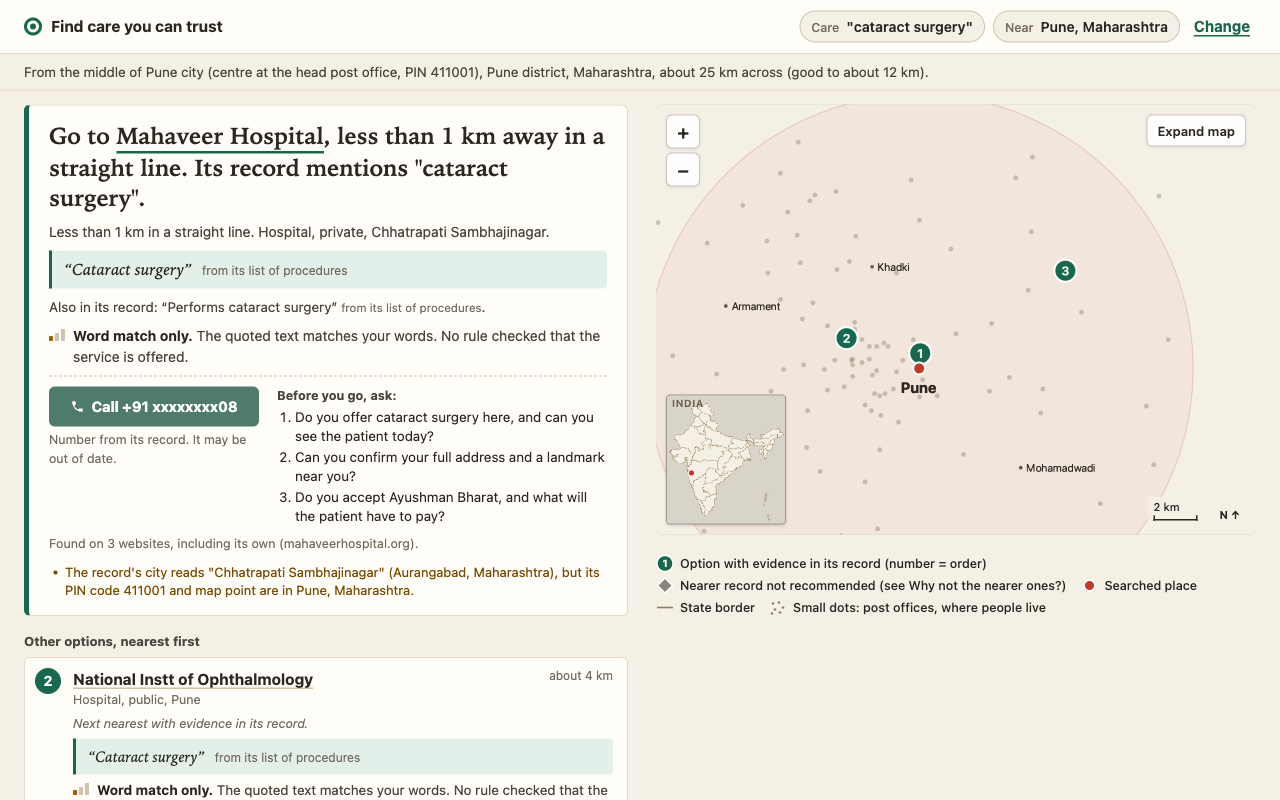 Find care you can trust
Care "cataract surgery"
Near Pune, Maharashtra
Change
From the middle of Pune city (centre at the head post office, PIN 411001), Pune district, Maharashtra, about 25 km across (good to about 12 km).
Go to Mahaveer Hospital, less than 1 km away in a
straight line. Its record mentions "cataract
surgery".
Less than 1 km in a straight line. Hospital, private, Chhatrapati Sambhajinagar.
“Cataract surgery” from its list of procedures
Also in its record: “Performs cataract surgery” from its list of procedures.
Word match only. The quoted text matches your words. No rule checked that the
service is offered.
Call +91 xxxxxxxx08
Number from its record. It may be
out of date.
Before you go, ask:
1. Do you offer cataract surgery here, and can you
see the patient today?
2. Can you confirm your full address and a landmark
near you?
3. Do you accept Ayushman Bharat, and what will
the patient have to pay?
Found on 3 websites, including its own (mahaveerhospital.org).
• The record's city reads "Chhatrapati Sambhajinagar" (Aurangabad, Maharashtra), but its
PIN code 411001 and map point are in Pune, Maharashtra.
Other options, nearest first
2 National Instt of Ophthalmology
about 4 km
Hospital, public, Pune
Next nearest with evidence in its record.
“Cataract surgery” from its list of procedures
Word match only. The quoted text matches your words. No rule checked that the
+
−
Expand map
Khadki
3
Armament
2
1
Pune
INDIA
Mohamadwadi
2 km
N ↑
1 Option with evidence in its record (number = order)
Nearer record not recommended (see Why not the nearer ones?)
Searched place
State border
Small dots: post offices, where people live